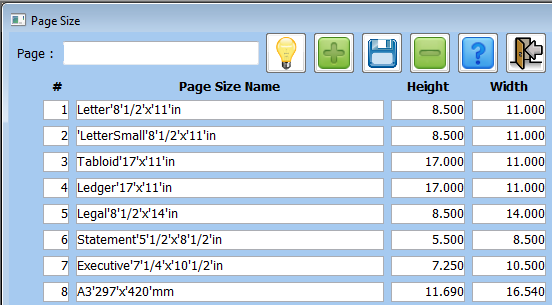 Page Size
Page :
# Page Size Name Height Width
1 Letter'8'1/2'x'11'in 8.500 11.000
2 'LetterSmall'8'1/2'x'11'in 8.500 11.000
3 Tabloid'17'x'11'in 17.000 11.000
4 Ledger'17'x'11'in 17.000 11.000
5 Legal'8'1/2'x'14'in 8.500 14.000
6 Statement'5'1/2'x'8'1/2'in 5.500 8.500
7 Executive'7'1/4'x'10'1/2'in 7.250 10.500
8 A3'297'x'420'mm 11.690 16.540